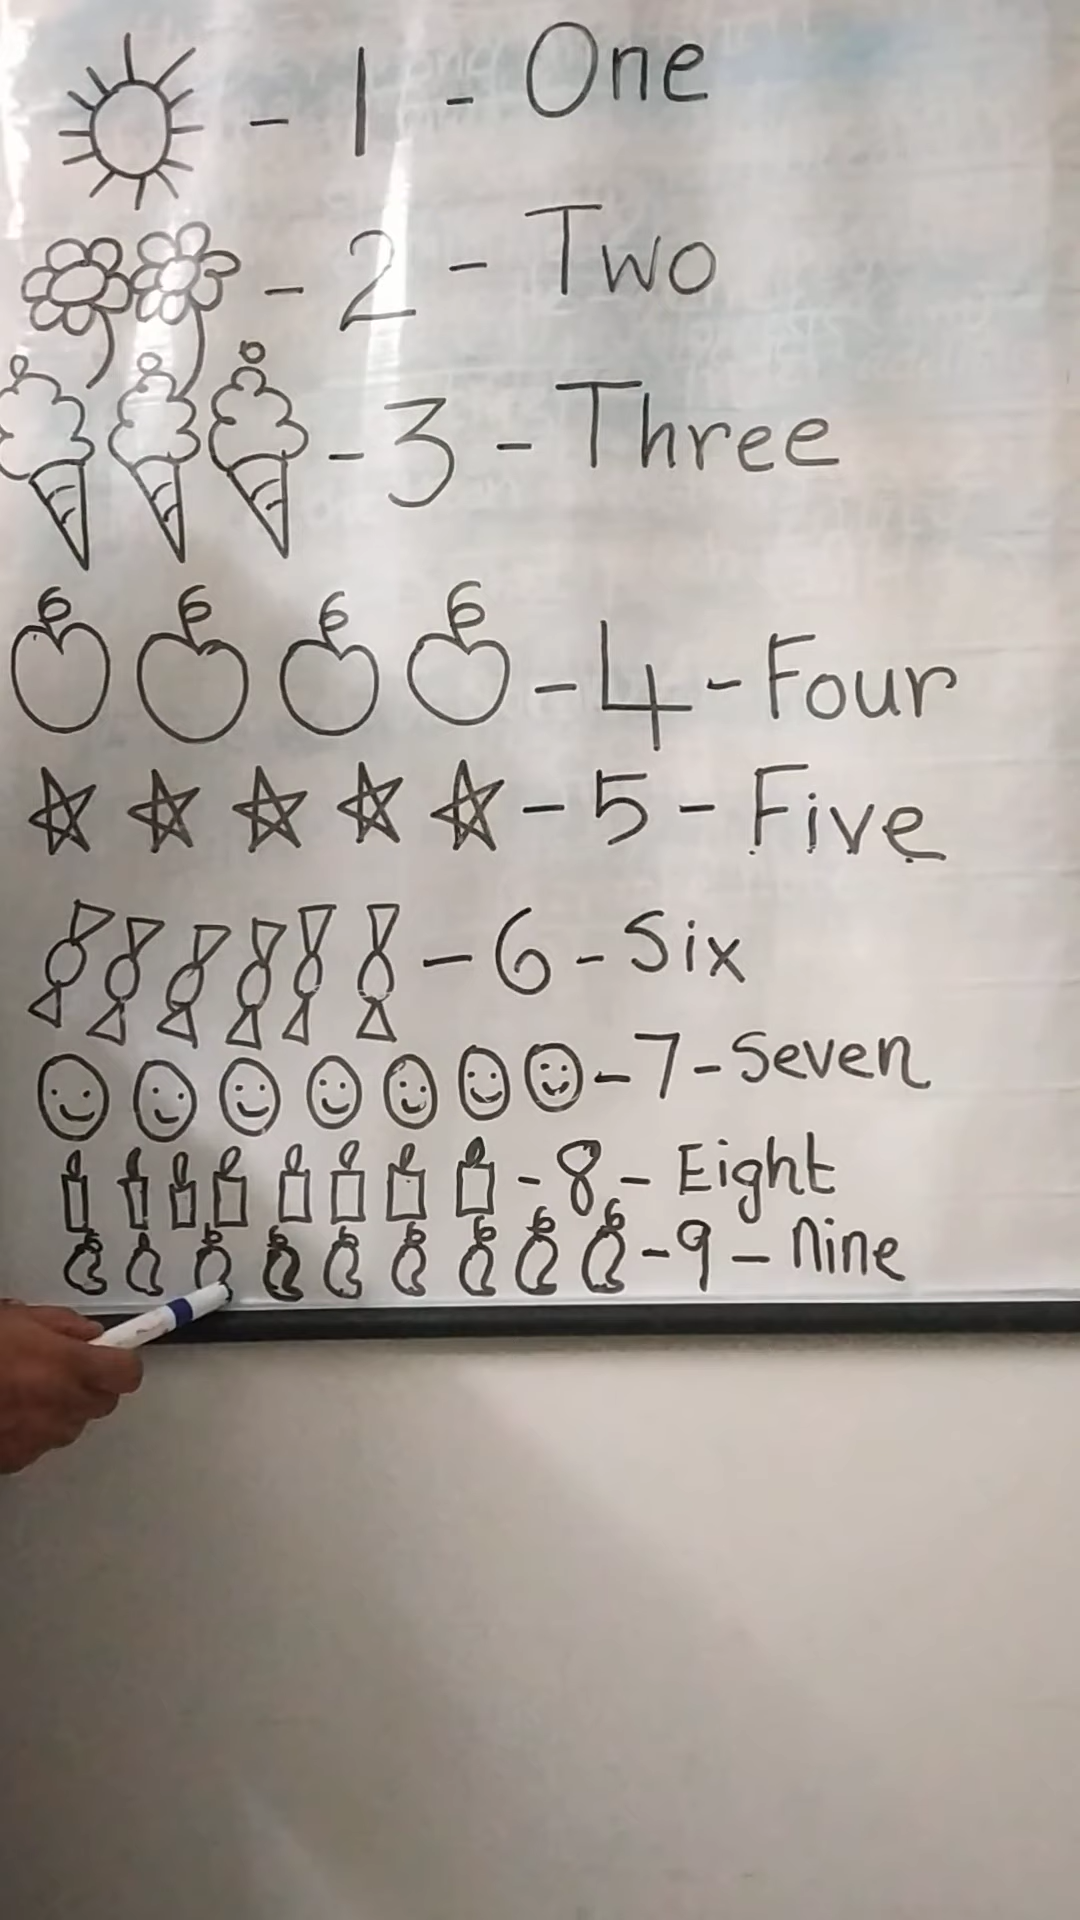 - 1 - One
- 2 - Two
- 3 - Three
- 4 - Four
- 5 - Five
- 6 - Six
- 7 - Seven
- 8 - Eight
- 9 - Nine